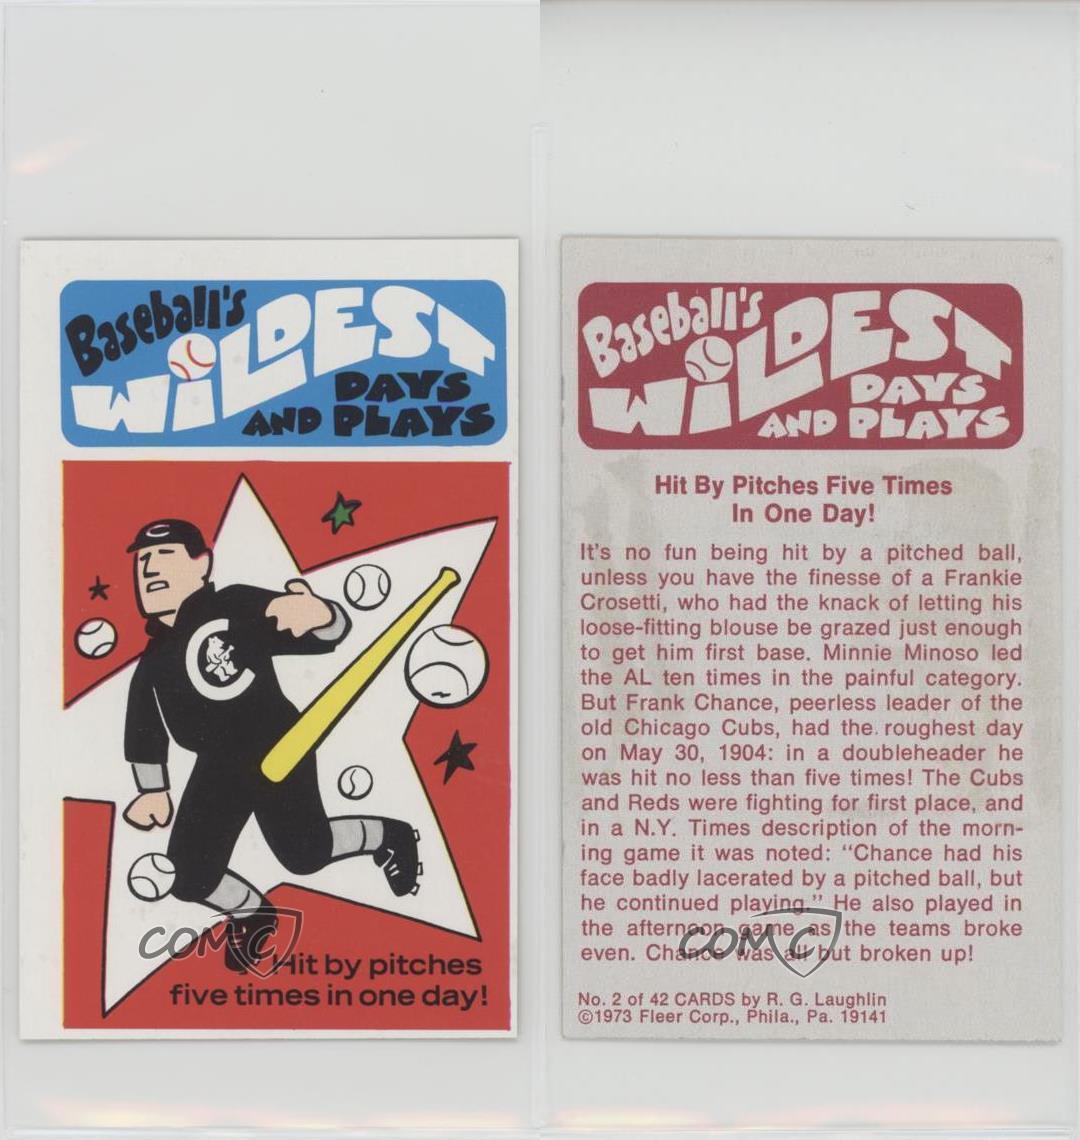 Baseball's
WiLDEST
DAYS
AND PLAYS
C
C
COMC
Hit by pitches
five times in one day!
Baseball's
WiLDEST
DAYS
AND PLAYS
Hit By Pitches Five Times
In One Day!
It's no fun being hit by a pitched ball,
unless you have the finesse of a Frankie
Crosetti, who had the knack of letting his
loose-fitting blouse be grazed just enough
to get him first base. Minnie Minoso led
the AL ten times in the painful category.
But Frank Chance, peerless leader of the
old Chicago Cubs, had the roughest day
on May 30, 1904: in a doubleheader he
was hit no less than five times! The Cubs
and Reds were fighting for first place, and
in a N.Y. Times description of the morn-
ing game it was noted: "Chance had his
face badly lacerated by a pitched ball, but
he continued playing." He also played in
the afternoon game as the teams broke
even. Chance was all but broken up!
COMC
No. 2 of 42 CARDS by R. G. Laughlin
©1973 Fleer Corp., Phila., Pa. 19141